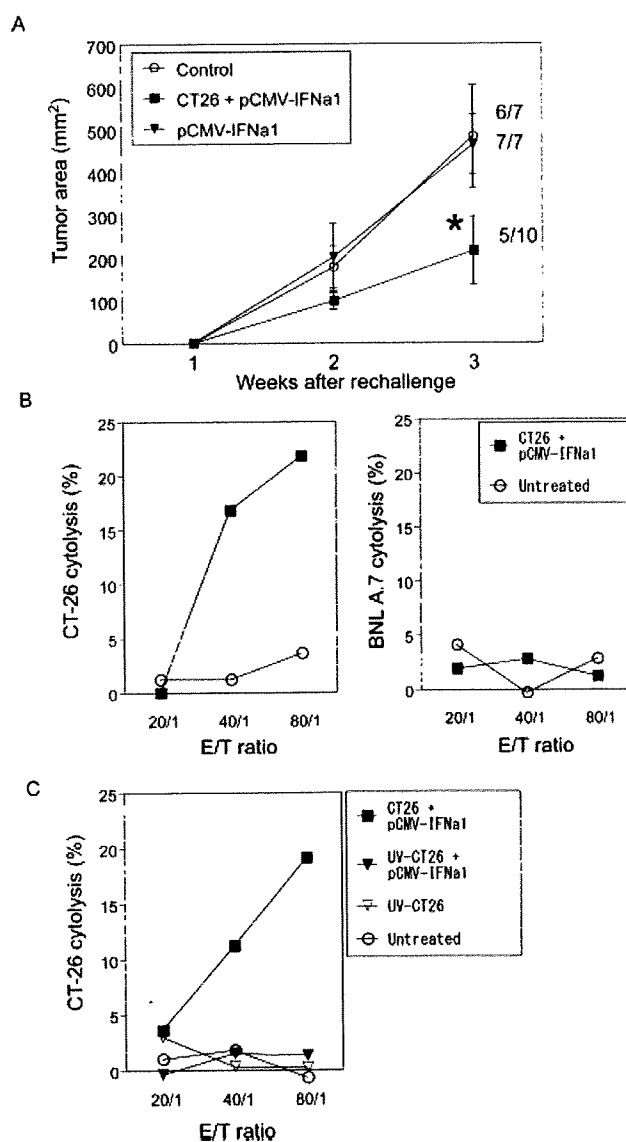 A
700
600
500
400
300
200
100
0
Tumor area (mm²)
Control
CT26 + pCMV-IFNa1
pCMV-IFNa1
6/7
7/7
★
5/10
1
2
3
Weeks after rechallenge
B
25
20
15
10
5
0
CT-26 cytolysis (%)
20/1
40/1
80/1
E/T ratio
25
20
15
10
5
0
BNL A.7 cytolysis (%)
CT26 +
pCMV-IFNa1
Untreated
20/1
40/1
80/1
E/T ratio
C
25
20
15
10
5
0
CT-26 cytolysis (%)
CT26 +
pCMV-IFNa1
UV-CT26 +
pCMV-IFNa1
UV-CT26
Untreated
20/1
40/1
80/1
E/T ratio